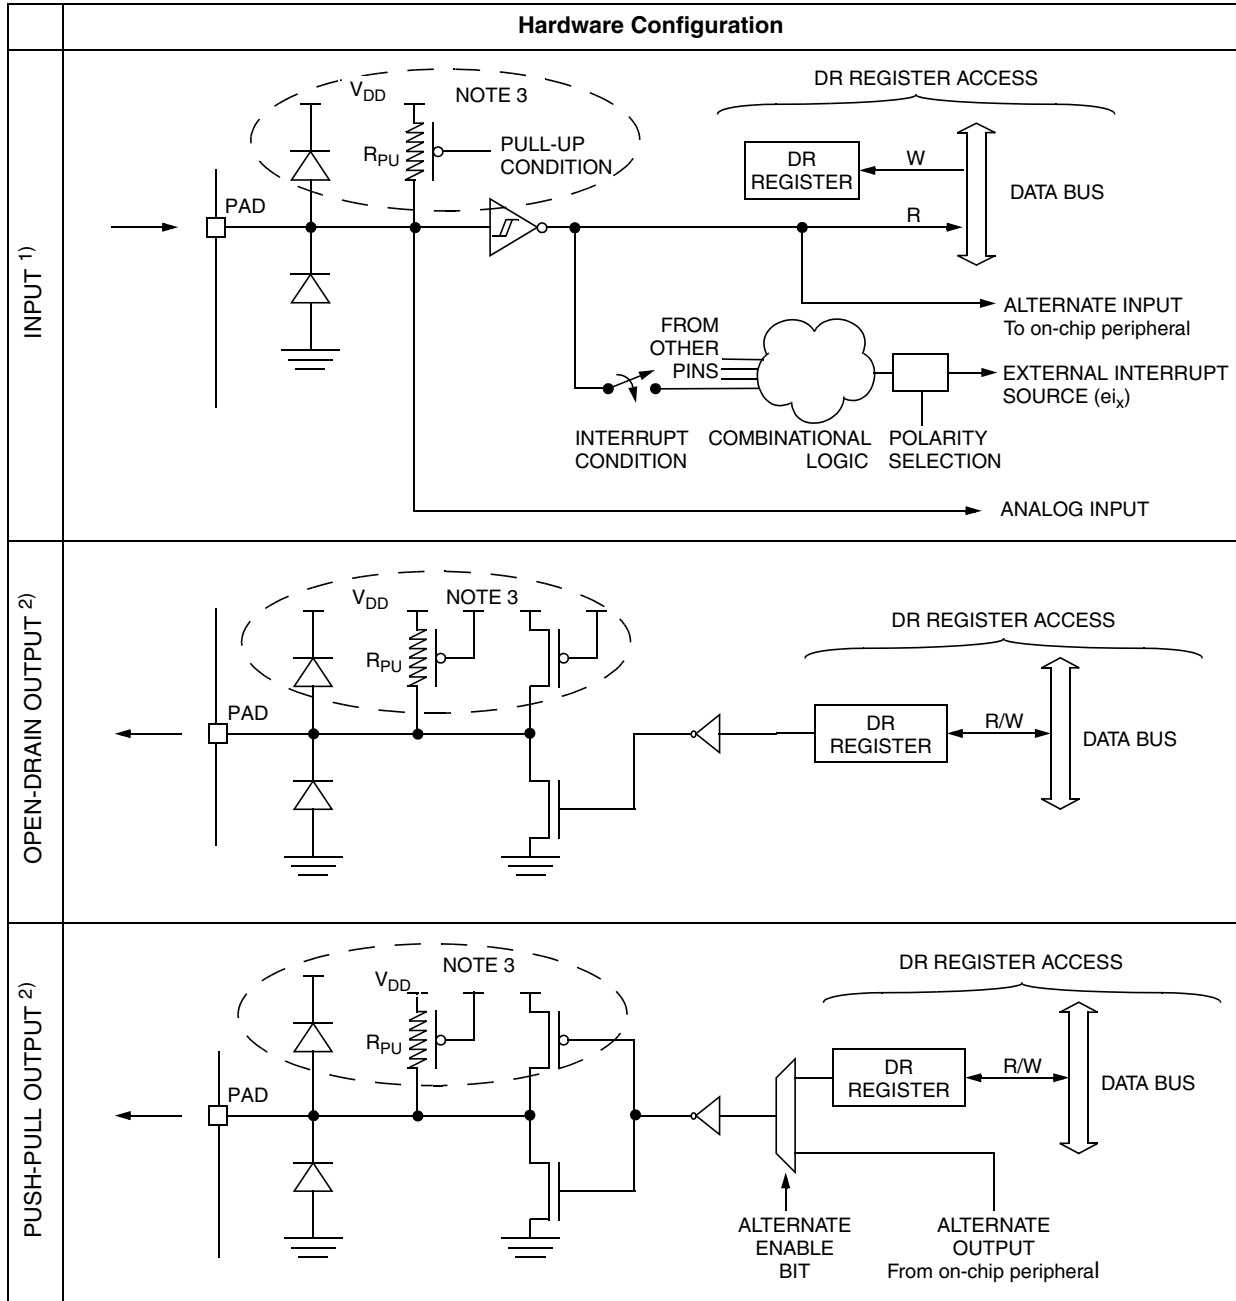 Hardware Configuration
INPUT 1)
DR REGISTER ACCESS
VDD
NOTE 3
RPU
PULL-UP
CONDITION
DR
REGISTER
W
DATA BUS
PAD
R
ALTERNATE INPUT
To on-chip peripheral
FROM
OTHER
PINS
EXTERNAL INTERRUPT
SOURCE (eix)
INTERRUPT
CONDITION
COMBINATIONAL
LOGIC
POLARITY
SELECTION
ANALOG INPUT
OPEN-DRAIN OUTPUT 2)
VDD
NOTE 3
DR REGISTER ACCESS
RPU
PAD
DR
REGISTER
R/W
DATA BUS
PUSH-PULL OUTPUT 2)
NOTE 3
DR REGISTER ACCESS
VDD
RPU
DR
REGISTER
R/W
DATA BUS
PAD
ALTERNATE
ENABLE
BIT
ALTERNATE
OUTPUT
From on-chip peripheral